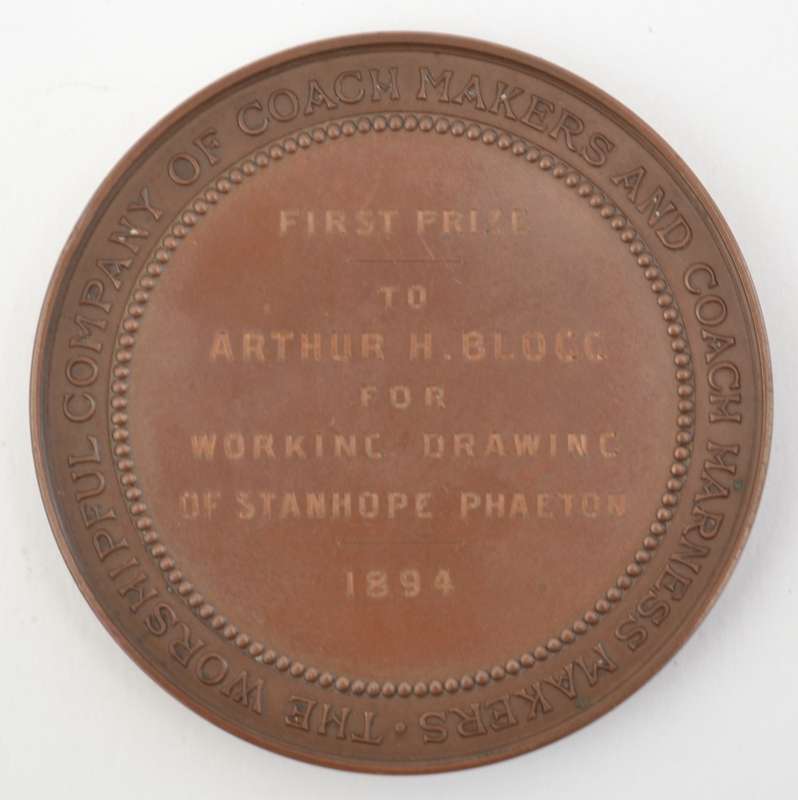 THE WORSHIPFUL COMPANY OF COACH MAKERS AND COACH HARNESS MAKERS ·
FIRST PRIZE
TO
ARTHUR H. BLOGG
FOR
WORKING DRAWING
OF STANHOPE PHAETON
1894